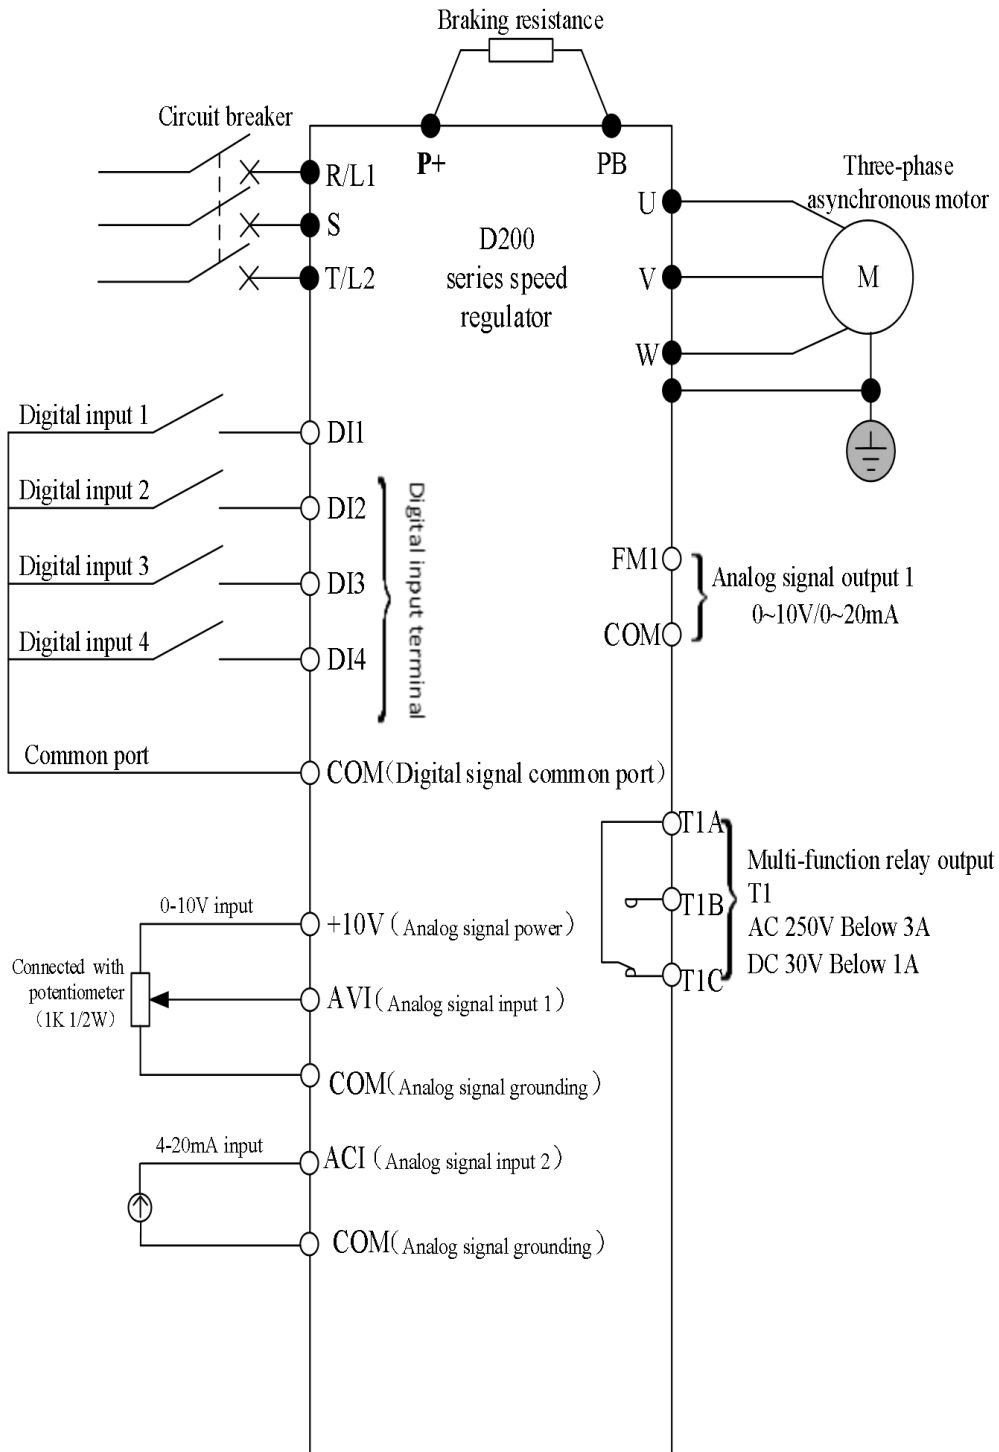 Braking resistance
Circuit breaker
P+
PB
R/L1
S
T/L2
D200
series speed
regulator
U
V
W
Three-phase
asynchronous motor
M
Digital input 1
DI1
Digital input 2
DI2
Digital input 3
DI3
Digital input 4
DI4
Digital input terminal
Common port
COM(Digital signal common port)
FM1
COM
Analog signal output 1
0~10V/0~20mA
T1A
T1B
T1C
Multi-function relay output
T1
AC 250V Below 3A
DC 30V Below 1A
0-10V input
+10V（Analog signal power）
Connected with
potentiometer
（1K 1/2W）
AVI（Analog signal input 1）
COM（Analog signal grounding）
4-20mA input
ACI（Analog signal input 2）
COM（Analog signal grounding）